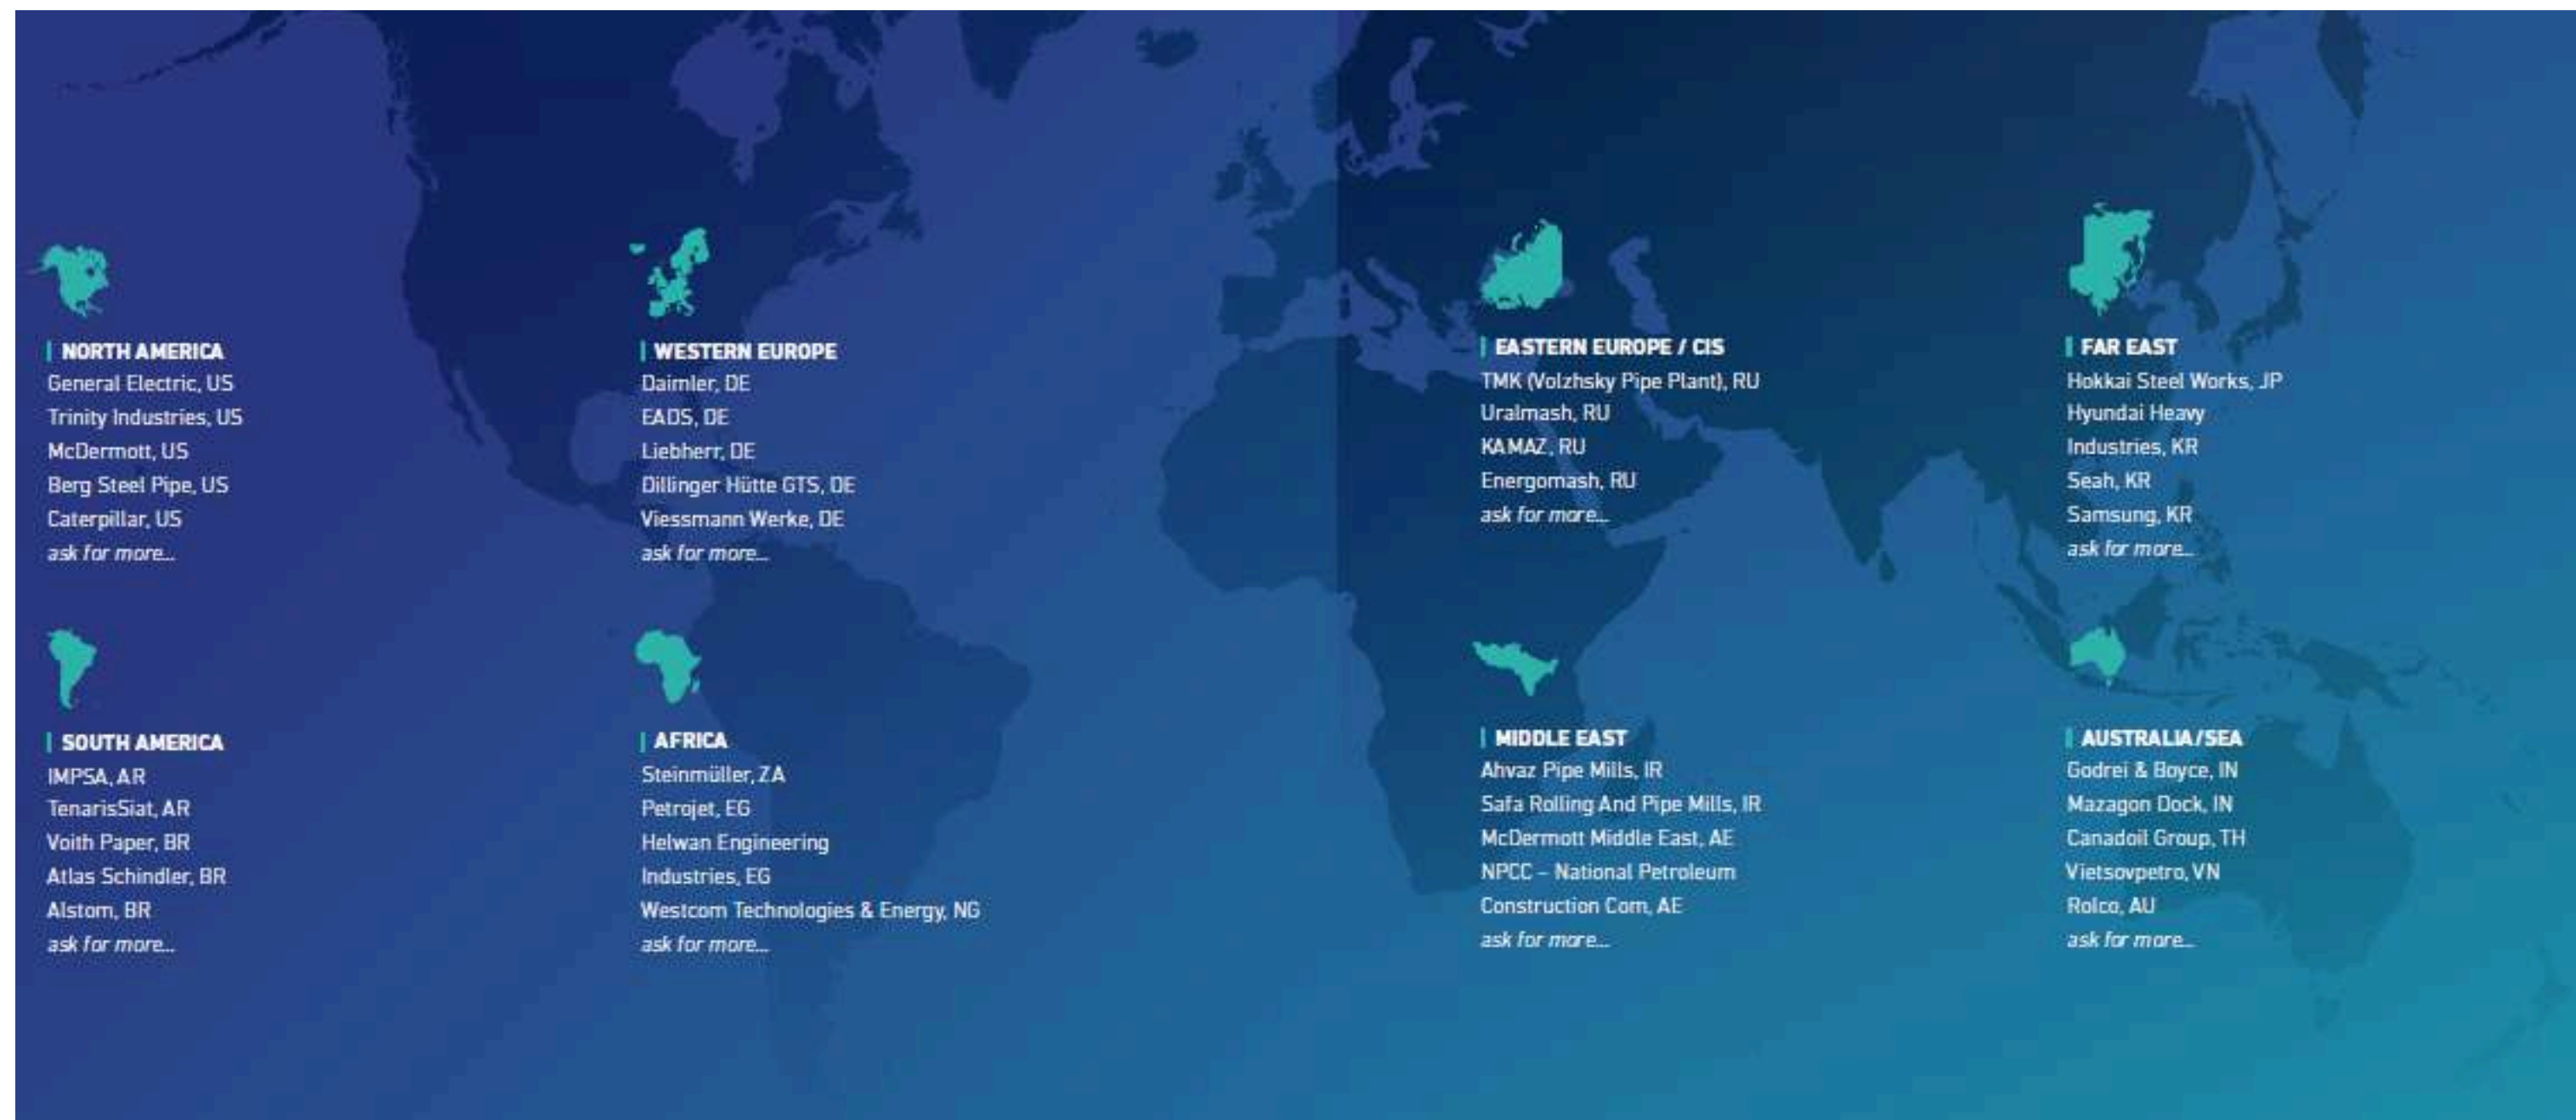 NORTH AMERICA
General Electric, US
Trinity Industries, US
McDermott, US
Berg Steel Pipe, US
Caterpillar, US
ask for more...
WESTERN EUROPE
Daimler, DE
EADS, DE
Liebherr, DE
Dillinger Hütte GTS, DE
Viessmann Werke, DE
ask for more...
EASTERN EUROPE / CIS
TMK (Volzhsky Pipe Plant), RU
Uralmash, RU
KAMAZ, RU
Energomash, RU
ask for more...
FAR EAST
Hokkai Steel Works, JP
Hyundai Heavy
Industries, KR
Seah, KR
Samsung, KR
ask for more...
SOUTH AMERICA
IMPSA, AR
TenarisSiat, AR
Voith Paper, BR
Atlas Schindler, BR
Alstom, BR
ask for more...
AFRICA
Steinmüller, ZA
Petrojet, EG
Helwan Engineering
Industries, EG
Westcom Technologies & Energy, NG
ask for more...
MIDDLE EAST
Ahvaz Pipe Mills, IR
Safa Rolling And Pipe Mills, IR
McDermott Middle East, AE
NPCC – National Petroleum
Construction Com, AE
ask for more...
AUSTRALIA/SEA
Godrei & Boyce, IN
Mazagon Dock, IN
Canadoil Group, TH
Vietsovpetro, VN
Rolco, AU
ask for more...